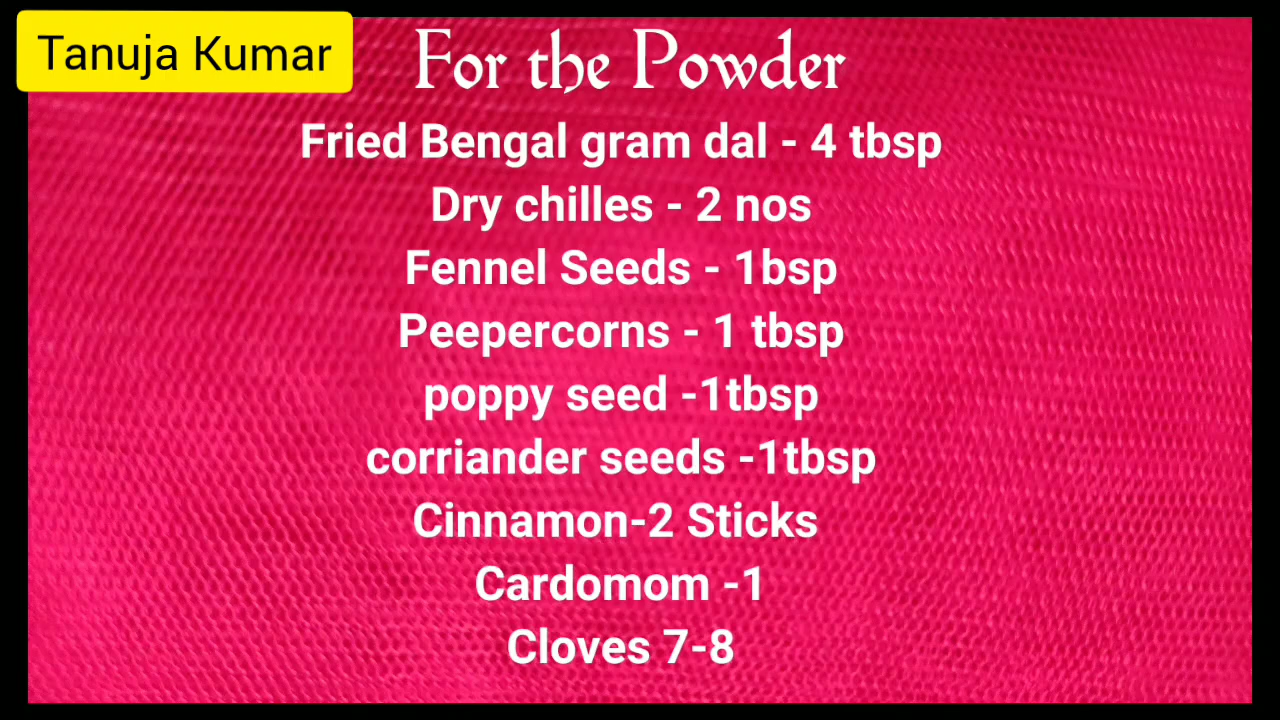 Tanuja Kumar
For the Powder
Fried Bengal gram dal - 4 tbsp
Dry chilles - 2 nos
Fennel Seeds - 1bsp
Peepercorns - 1 tbsp
poppy seed -1tbsp
corriander seeds -1tbsp
Cinnamon-2 Sticks
Cardomom -1
Cloves 7-8